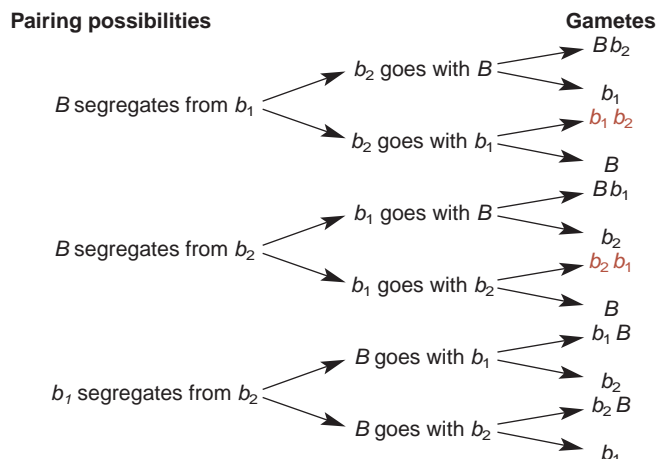 Pairing possibilities Gametes
B b₂
b₂ goes with B
B segregates from b₁
b₁
b₁ b₂
b₂ goes with b₁
B
B b₁
b₁ goes with B
B segregates from b₂
b₂
b₂ b₁
b₁ goes with b₂
B
b₁ B
B goes with b₁
b₁ segregates from b₂
b₂
b₂ B
B goes with b₂
b₁